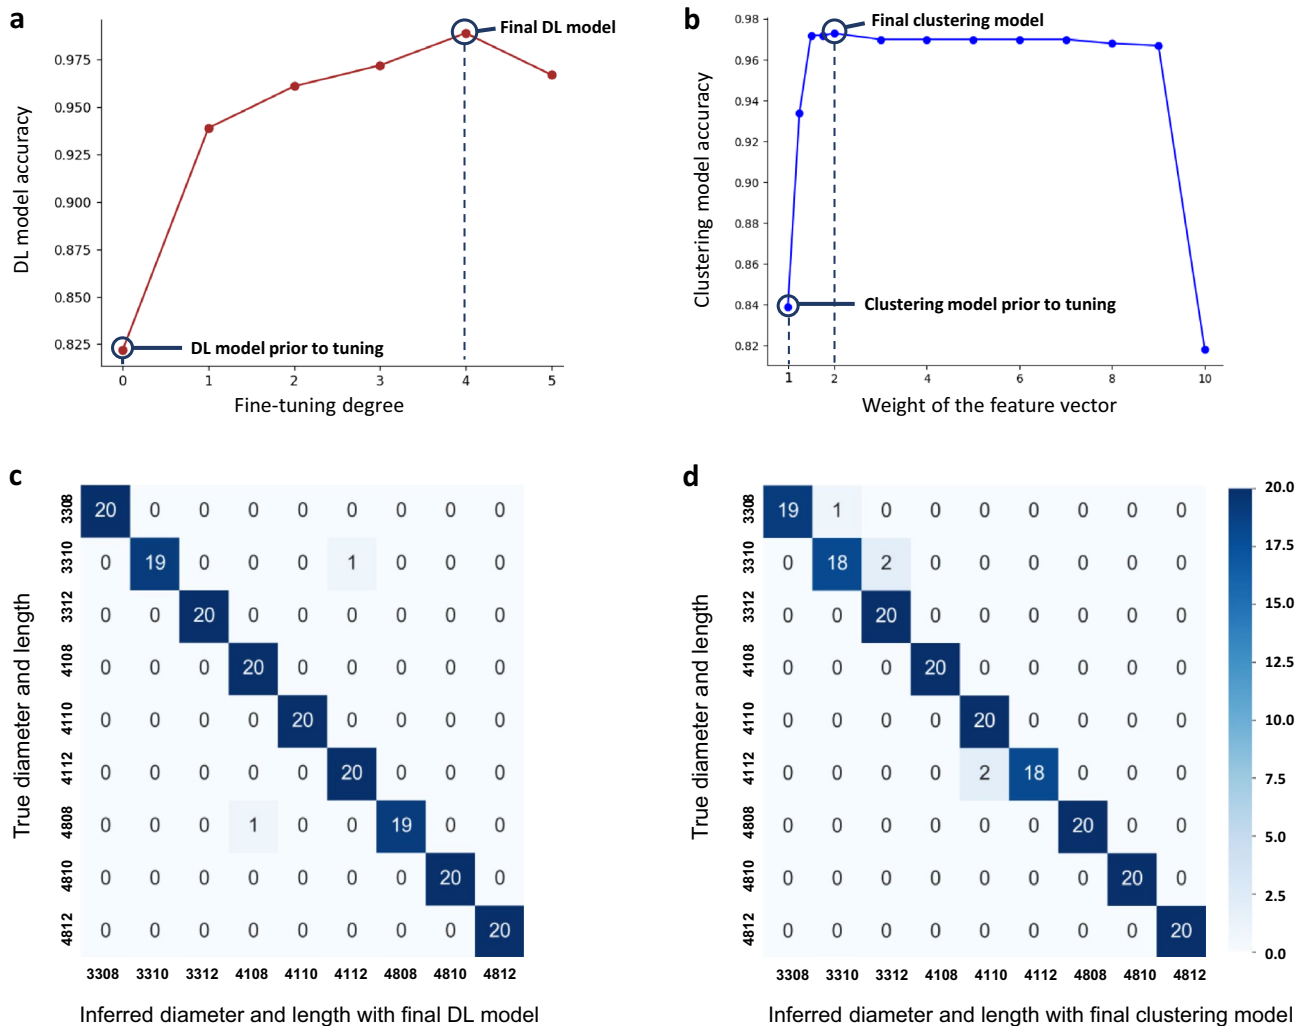 a
Final DL model
0.975
0.950
0.925
0.900
0.875
0.850
0.825
DL model accuracy
DL model prior to tuning
0 1 2 3 4 5
Fine-tuning degree
b
Final clustering model
0.98
0.96
0.94
0.92
0.90
0.88
0.86
0.84
0.82
Clustering model accuracy
Clustering model prior to tuning
1 2 4 6 8 10
Weight of the feature vector
c
True diameter and length
3308 20 0 0 0 0 0 0 0 0
3310 0 19 0 0 0 1 0 0 0
3312 0 0 20 0 0 0 0 0 0
4108 0 0 0 20 0 0 0 0 0
4110 0 0 0 0 20 0 0 0 0
4112 0 0 0 0 0 20 0 0 0
4808 0 0 0 1 0 0 19 0 0
4810 0 0 0 0 0 0 0 20 0
4812 0 0 0 0 0 0 0 0 20
3308 3310 3312 4108 4110 4112 4808 4810 4812
Inferred diameter and length with final DL model
d
True diameter and length
3308 19 1 0 0 0 0 0 0 0
3310 0 18 2 0 0 0 0 0 0
3312 0 0 20 0 0 0 0 0 0
4108 0 0 0 20 0 0 0 0 0
4110 0 0 0 0 20 0 0 0 0
4112 0 0 0 0 2 18 0 0 0
4808 0 0 0 0 0 0 20 0 0
4810 0 0 0 0 0 0 0 20 0
4812 0 0 0 0 0 0 0 0 20
3308 3310 3312 4108 4110 4112 4808 4810 4812
Inferred diameter and length with final clustering model
20.0
17.5
15.0
12.5
10.0
7.5
5.0
2.5
0.0